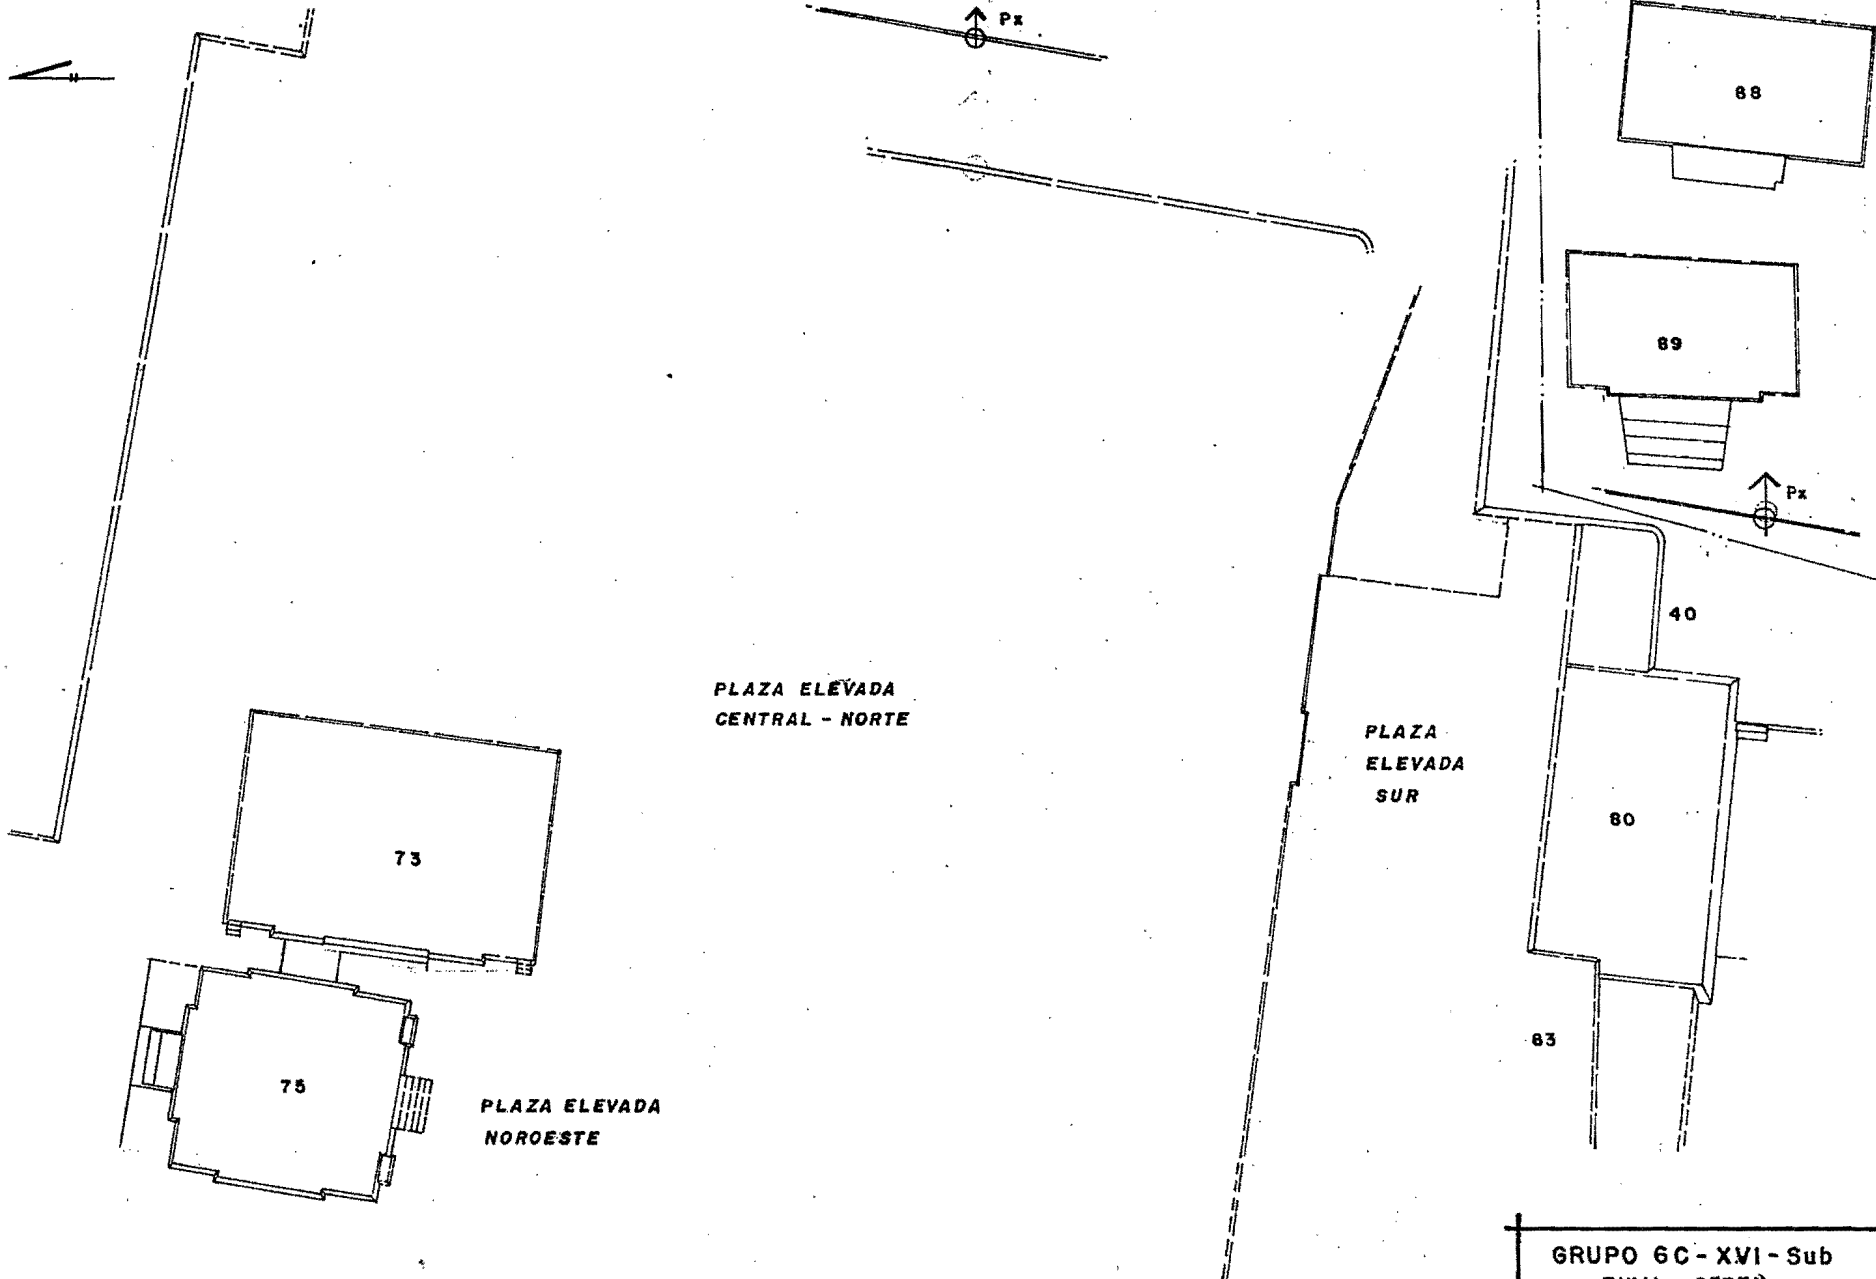 Px
88
89
Px
40
PLAZA ELEVADA
CENTRAL - NORTE
PLAZA
ELEVADA
SUR
80
73
83
75
PLAZA ELEVADA
NOROESTE
GRUPO 6C-XVI-Sub